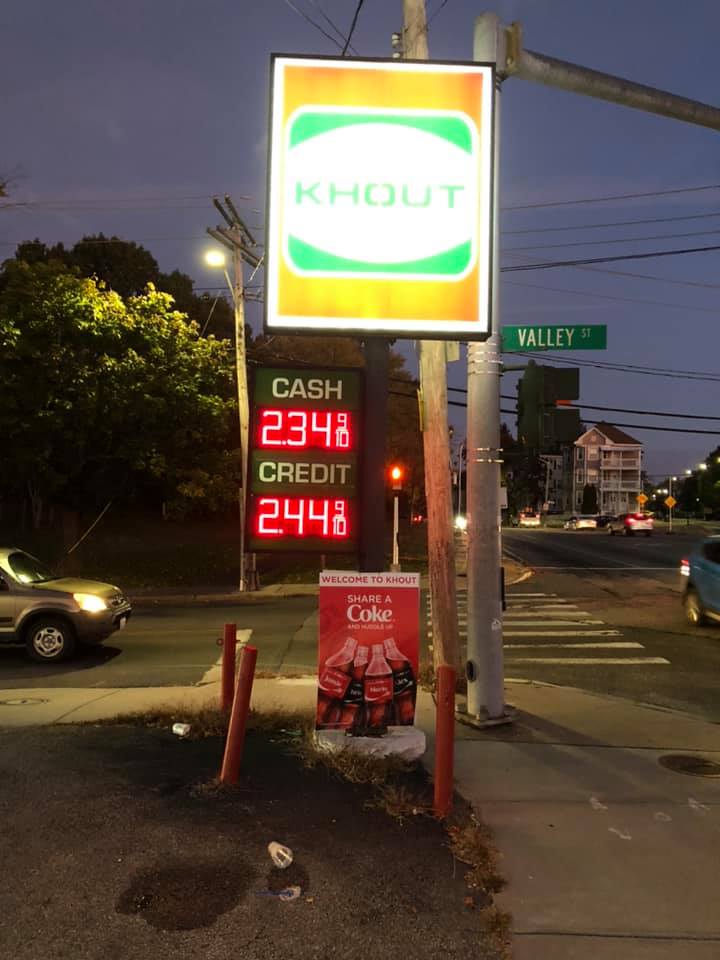 KHOUT
VALLEY ST
CASH
2.34 9/10
CREDIT
2.44 9/10
WELCOME TO KHOUT
SHARE A
Coke
AND HUDDLE UP